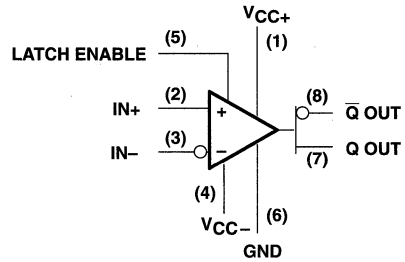 VCC+
(5)
(1)
LATCH ENABLE
(2)
(8)
IN+
+
Q̅ OUT
(3)
IN−
−
(7)
Q OUT
(4)
(6)
VCC−
GND